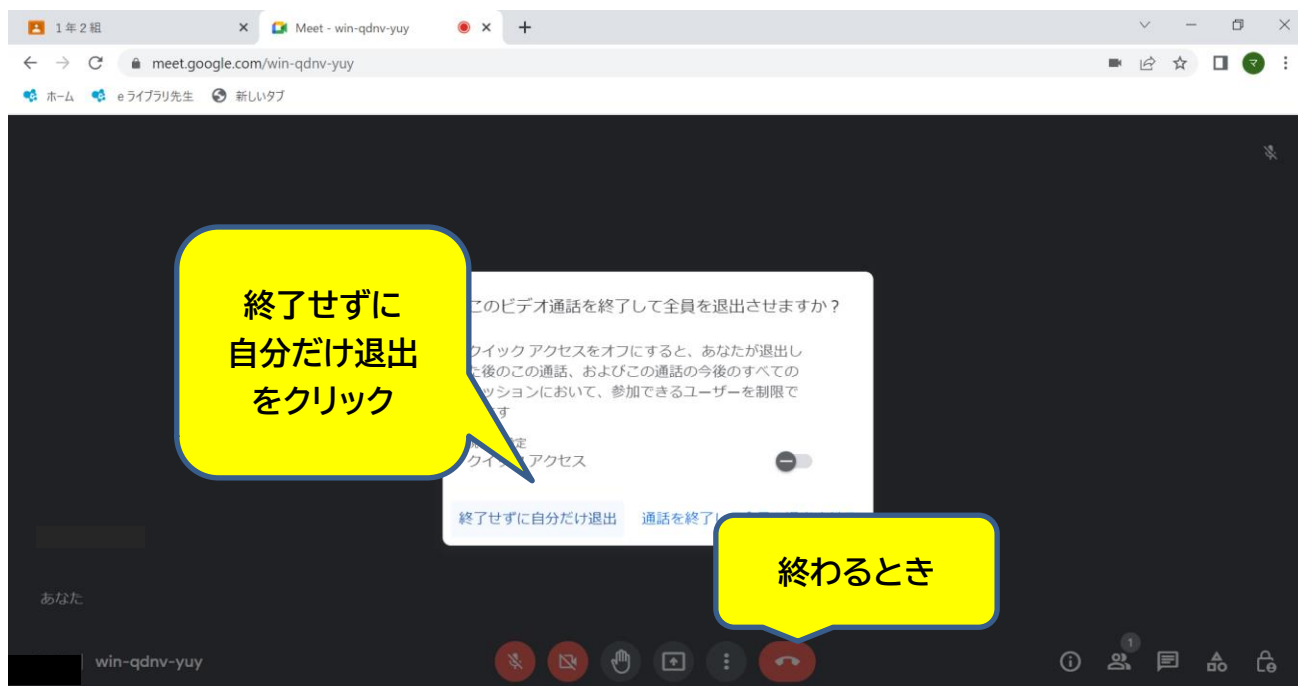 1年2組
Meet - win-qdnv-yuy
meet.google.com/win-qdnv-yuy
マ
ホーム eライブラリ先生 新しいタブ
終了せずに
自分だけ退出
をクリック
このビデオ通話を終了して全員を退出させますか？
クイック アクセスをオフにすると、あなたが退出し
た後のこの通話、およびこの通話の今後のすべての
ッションにおいて、参加できるユーザーを制限で
す
定
クイ アクセス
終了せずに自分だけ退出 通話を終了し
終わるとき
あなた
win-qdnv-yuy
1